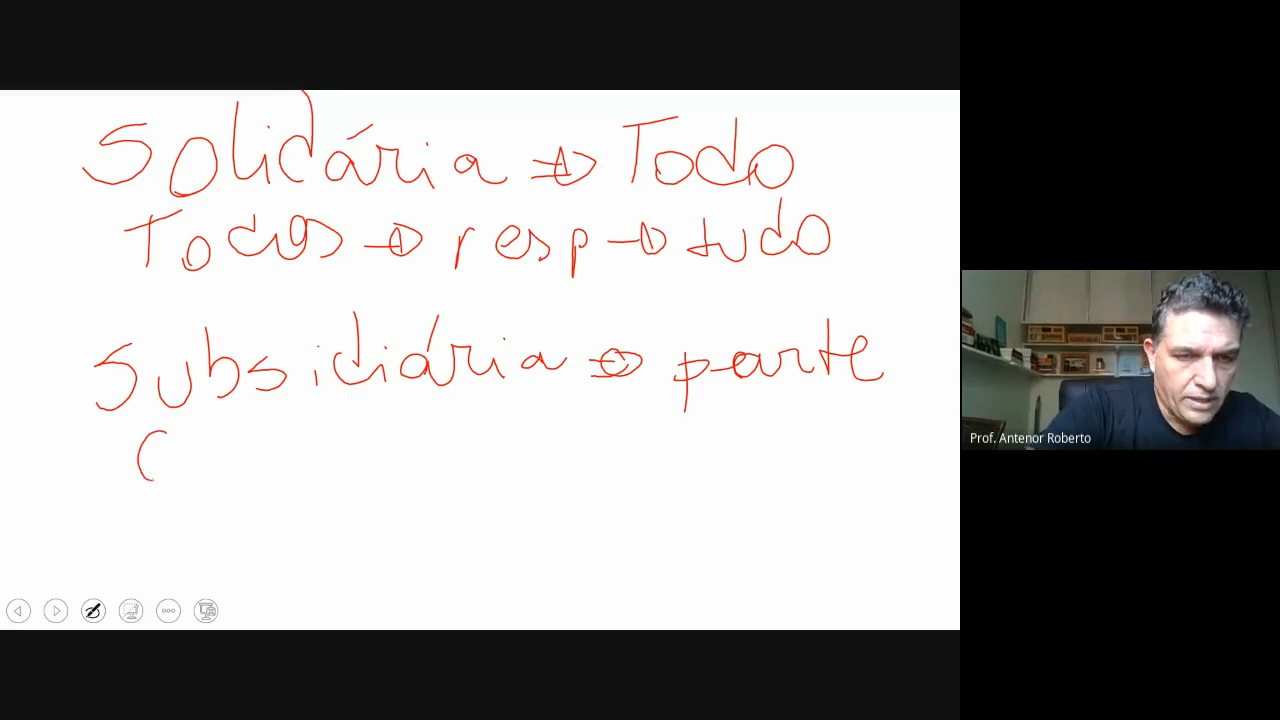 Solidária → Todo
Todos → resp → tudo
Subsidiária → parte
C
Prof. Antenor Roberto